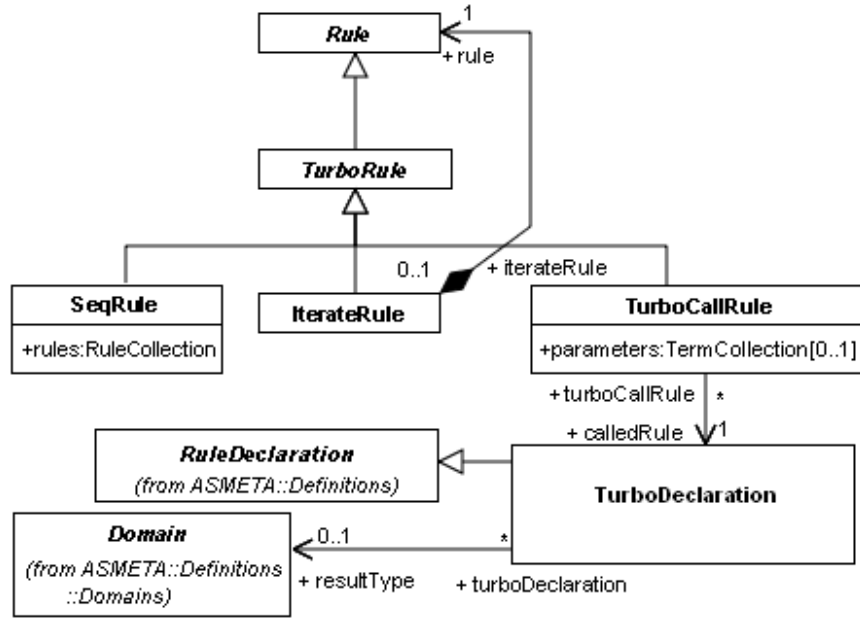 Rule
1
+ rule
TurboRule
0..1
+ iterateRule
SeqRule
+rules:RuleCollection
IterateRule
TurboCallRule
+parameters:TermCollection[0..1]
+ turboCallRule
*
+ calledRule
1
RuleDeclaration
(from ASMETA::Definitions)
TurboDeclaration
Domain
(from ASMETA::Definitions
::Domains)
0..1
*
+ resultType
+ turboDeclaration